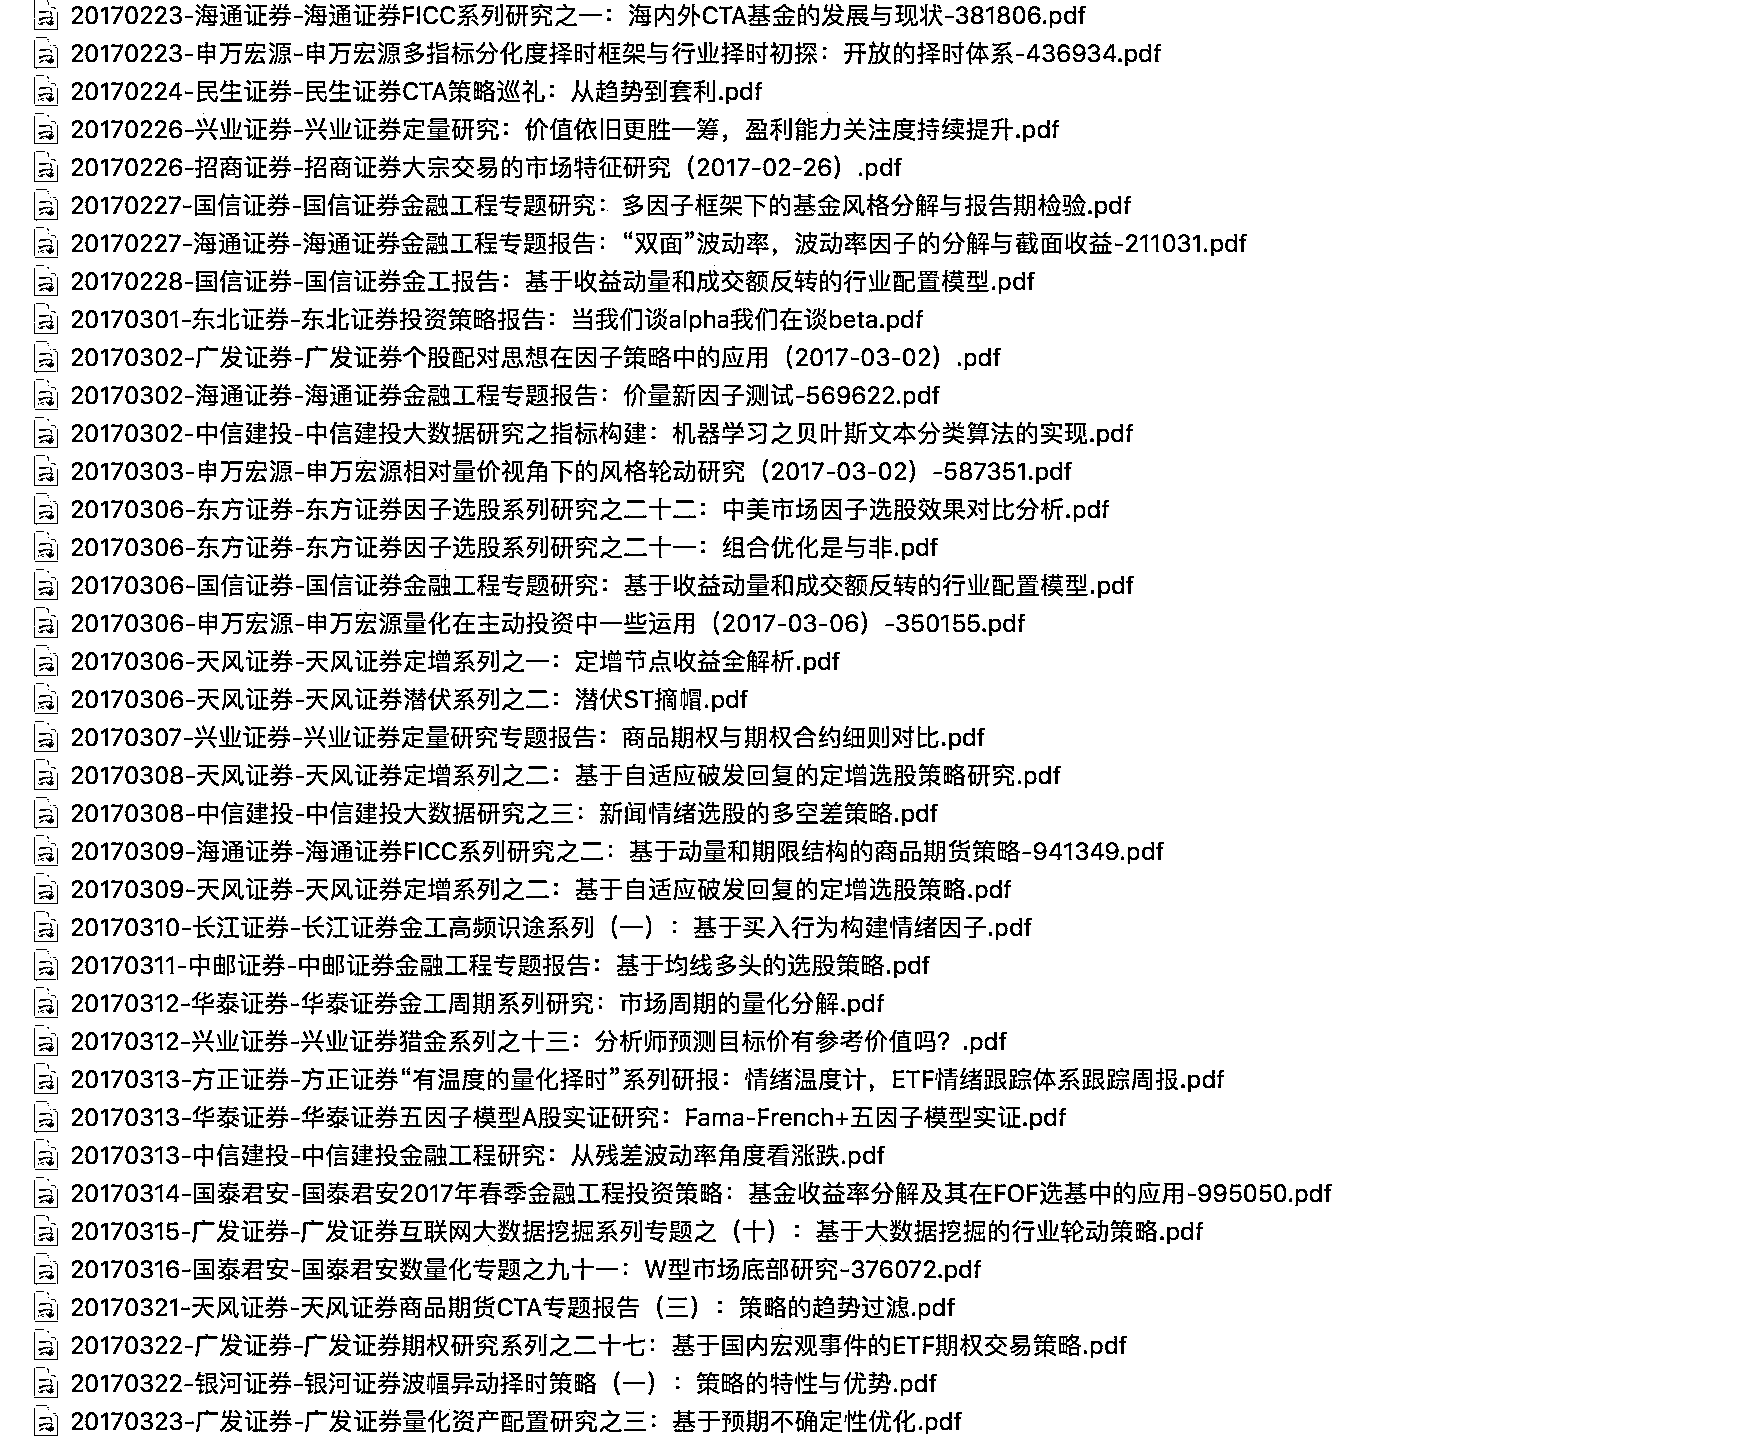 20170223-海通证券-海通证券FICC系列研究之一：海内外CTA基金的发展与现状-381806.pdf
20170223-申万宏源-申万宏源多指标分化度择时框架与行业择时初探：开放的择时体系-436934.pdf
20170224-民生证券-民生证券CTA策略巡礼：从趋势到套利.pdf
20170226-兴业证券-兴业证券定量研究：价值依旧更胜一筹，盈利能力关注度持续提升.pdf
20170226-招商证券-招商证券大宗交易的市场特征研究（2017-02-26）.pdf
20170227-国信证券-国信证券金融工程专题研究：多因子框架下的基金风格分解与报告期检验.pdf
20170227-海通证券-海通证券金融工程专题报告：“双面”波动率，波动率因子的分解与截面收益-211031.pdf
20170228-国信证券-国信证券金工报告：基于收益动量和成交额反转的行业配置模型.pdf
20170301-东北证券-东北证券投资策略报告：当我们谈alpha我们在谈beta.pdf
20170302-广发证券-广发证券个股配对思想在因子策略中的应用（2017-03-02）.pdf
20170302-海通证券-海通证券金融工程专题报告：价量新因子测试-569622.pdf
20170302-中信建投-中信建投大数据研究之指标构建：机器学习之贝叶斯文本分类算法的实现.pdf
20170303-申万宏源-申万宏源相对量价视角下的风格轮动研究（2017-03-02）-587351.pdf
20170306-东方证券-东方证券因子选股系列研究之二十二：中美市场因子选股效果对比分析.pdf
20170306-东方证券-东方证券因子选股系列研究之二十一：组合优化是与非.pdf
20170306-国信证券-国信证券金融工程专题研究：基于收益动量和成交额反转的行业配置模型.pdf
20170306-申万宏源-申万宏源量化在主动投资中一些运用（2017-03-06）-350155.pdf
20170306-天风证券-天风证券定增系列之一：定增节点收益全解析.pdf
20170306-天风证券-天风证券潜伏系列之二：潜伏ST摘帽.pdf
20170307-兴业证券-兴业证券定量研究专题报告：商品期权与期权合约细则对比.pdf
20170308-天风证券-天风证券定增系列之二：基于自适应破发回复的定增选股策略研究.pdf
20170308-中信建投-中信建投大数据研究之三：新闻情绪选股的多空差策略.pdf
20170309-海通证券-海通证券FICC系列研究之二：基于动量和期限结构的商品期货策略-941349.pdf
20170309-天风证券-天风证券定增系列之二：基于自适应破发回复的定增选股策略.pdf
20170310-长江证券-长江证券金工高频识途系列（一）：基于买入行为构建情绪因子.pdf
20170311-中邮证券-中邮证券金融工程专题报告：基于均线多头的选股策略.pdf
20170312-华泰证券-华泰证券金工周期系列研究：市场周期的量化分解.pdf
20170312-兴业证券-兴业证券猎金系列之十三：分析师预测目标价有参考价值吗？.pdf
20170313-方正证券-方正证券“有温度的量化择时”系列研报：情绪温度计，ETF情绪跟踪体系跟踪周报.pdf
20170313-华泰证券-华泰证券五因子模型A股实证研究：Fama-French+五因子模型实证.pdf
20170313-中信建投-中信建投金融工程研究：从残差波动率角度看涨跌.pdf
20170314-国泰君安-国泰君安2017年春季金融工程投资策略：基金收益率分解及其在FOF选基中的应用-995050.pdf
20170315-广发证券-广发证券互联网大数据挖掘系列专题之（十）：基于大数据挖掘的行业轮动策略.pdf
20170316-国泰君安-国泰君安数量化专题之九十一：W型市场底部研究-376072.pdf
20170321-天风证券-天风证券商品期货CTA专题报告（三）：策略的趋势过滤.pdf
20170322-广发证券-广发证券期权研究系列之二十七：基于国内宏观事件的ETF期权交易策略.pdf
20170322-银河证券-银河证券波幅异动择时策略（一）：策略的特性与优势.pdf
20170323-广发证券-广发证券量化资产配置研究之三：基于预期不确定性优化.pdf